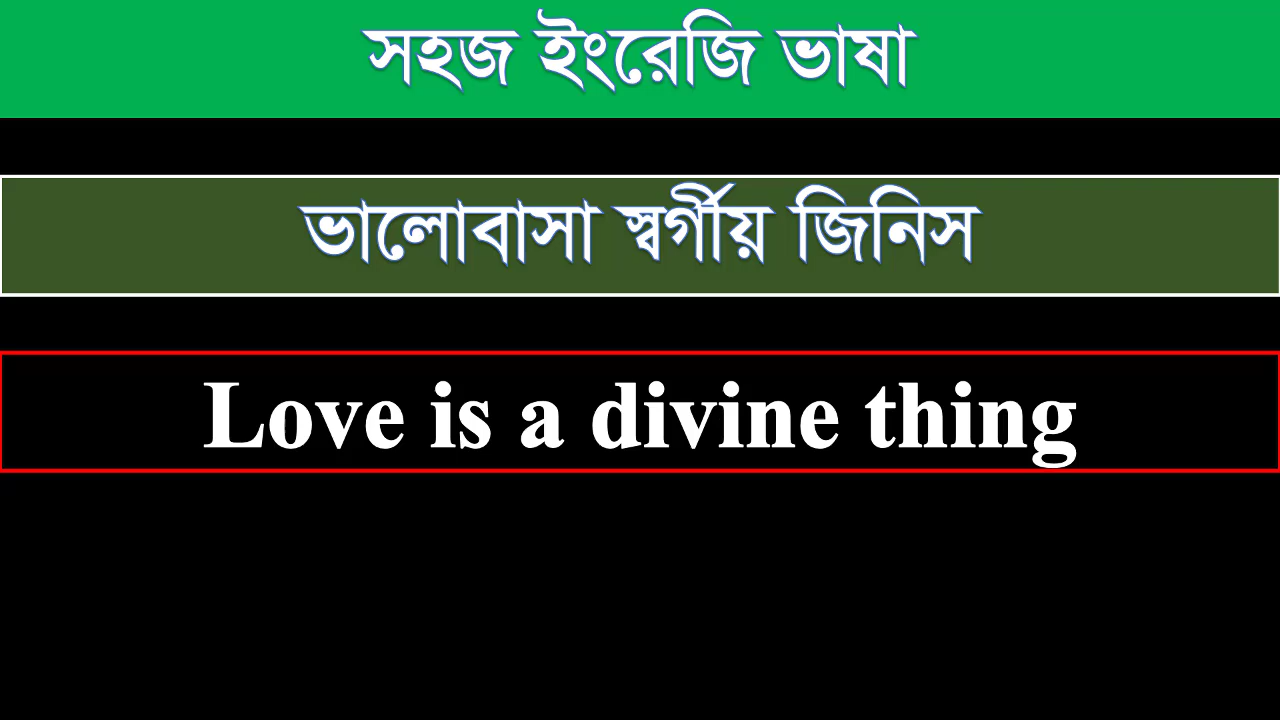 সহজ ইংরেজি ভাষা
ভালোবাসা স্বর্গীয় জিনিস
Love is a divine thing